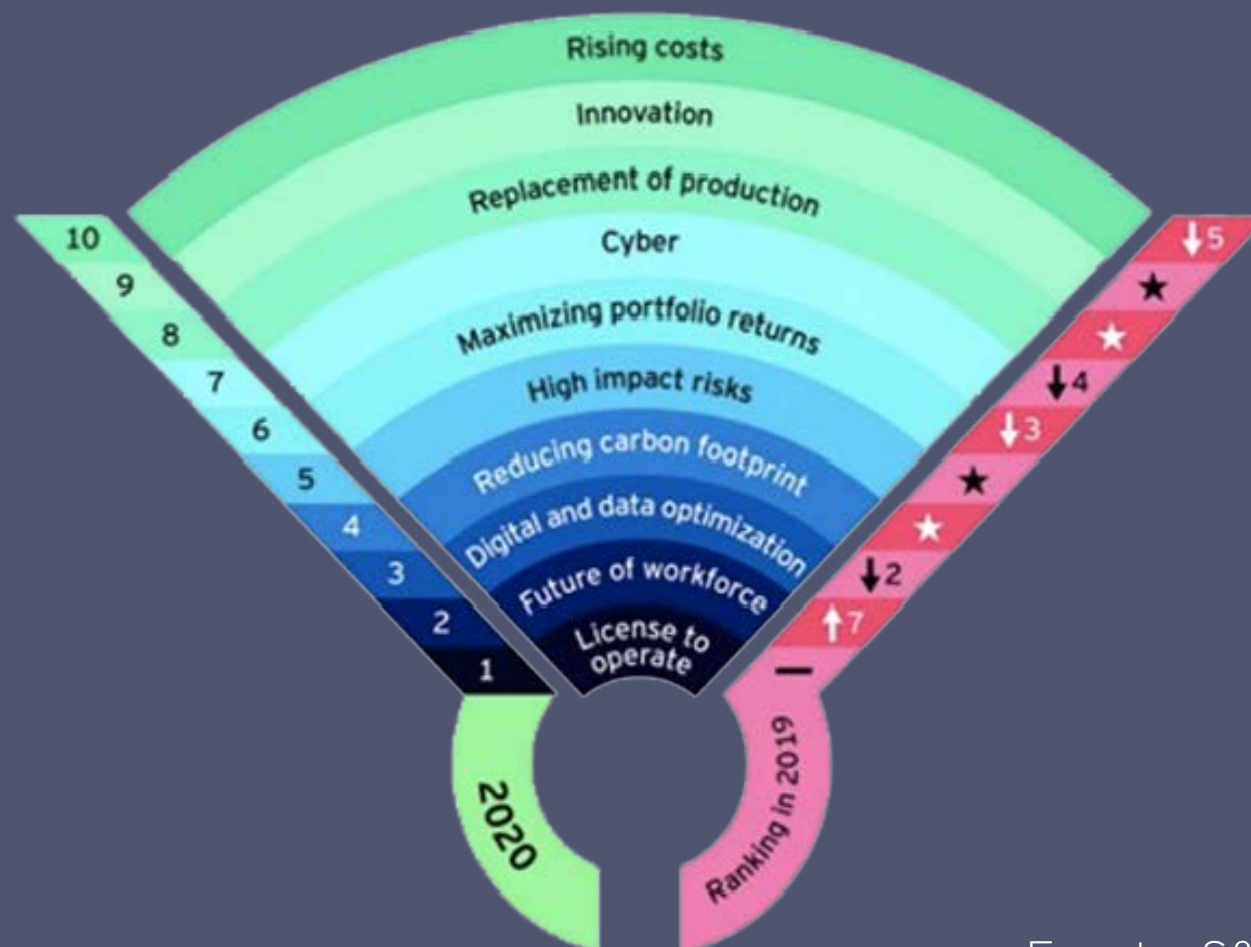 Rising costs
Innovation
Replacement of production
Cyber
Maximizing portfolio returns
High impact risks
Reducing carbon footprint
Digital and data optimization
Future of workforce
License to
operate
10
9
8
7
6
5
4
3
2
1
2020
↓5
★
★
↓4
↓3
★
★
↓2
↑7
—
Ranking in 2019